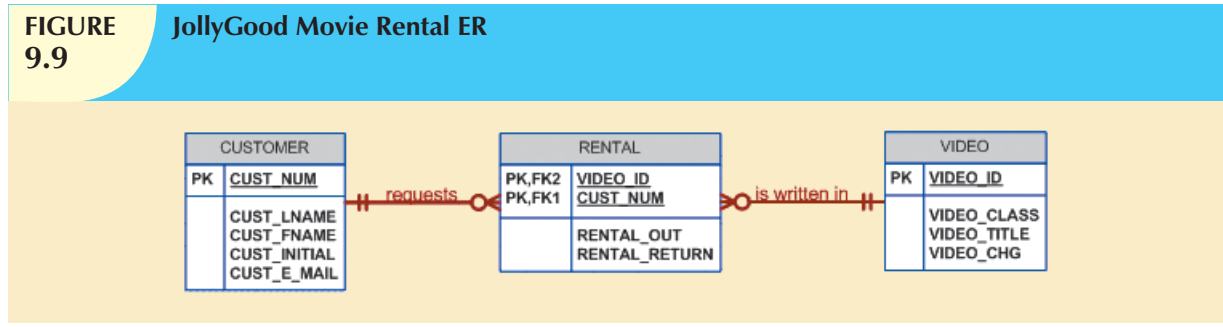 FIGURE
9.9
JollyGood Movie Rental ER
CUSTOMER
PK CUST_NUM
CUST_LNAME
CUST_FNAME
CUST_INITIAL
CUST_E_MAIL
requests
RENTAL
PK,FK2 VIDEO_ID
PK,FK1 CUST_NUM
RENTAL_OUT
RENTAL_RETURN
is written in
VIDEO
PK VIDEO_ID
VIDEO_CLASS
VIDEO_TITLE
VIDEO_CHG